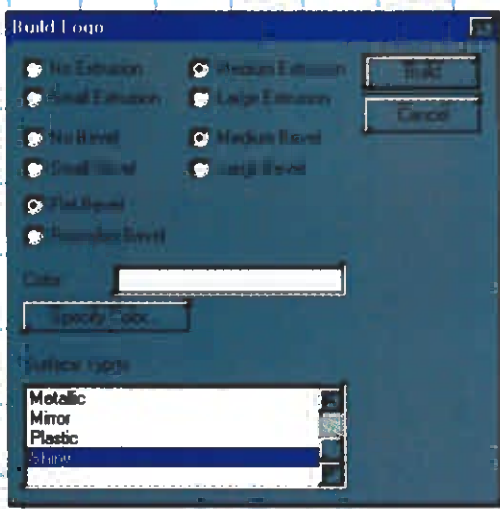 Build Logo
No Extrusion
Medium Extrusion
Build
Small Extrusion
Large Extrusion
Cancel
No Bevel
Medium Bevel
Small Bevel
Large Bevel
Flat Bevel
Rounded Bevel
Color
Specify Color...
Surface Type
Metallic
Mirror
Plastic
Shiny